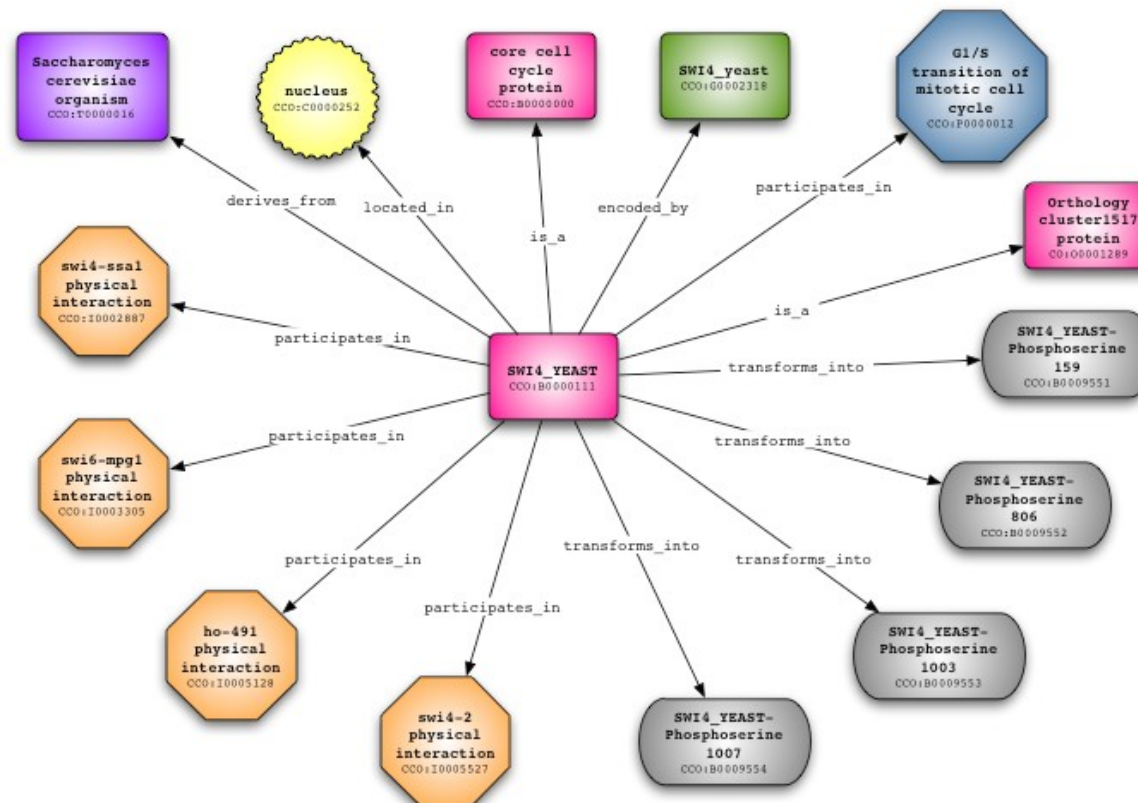 Saccharomyces
cerevisiae
organism
CCO:T0000016
nucleus
CCO:C0000252
core cell
cycle
protein
CCO:B0000000
SWI4_yeast
CCO:G0002318
G1/S
transition of
mitotic cell
cycle
CCO:P0000012
derives_from
located_in
is_a
encoded_by
participates_in
Orthology
cluster1517
protein
CO:O0001289
swi4-ssa1
physical
interaction
CCO:I0002887
participates_in
is_a
SWI4_YEAST
CCO:B0000111
transforms_into
SWI4_YEAST-
Phosphoserine
159
CCO:B0009551
swi6-mpg1
physical
interaction
CCO:I0003305
participates_in
transforms_into
SWI4_YEAST-
Phosphoserine
806
CCO:B0009552
participates_in
participates_in
transforms_into
transforms_into
ho-491
physical
interaction
CCO:I0005128
swi4-2
physical
interaction
CCO:I0005527
SWI4_YEAST-
Phosphoserine
1007
CCO:B0009554
SWI4_YEAST-
Phosphoserine
1003
CCO:B0009553